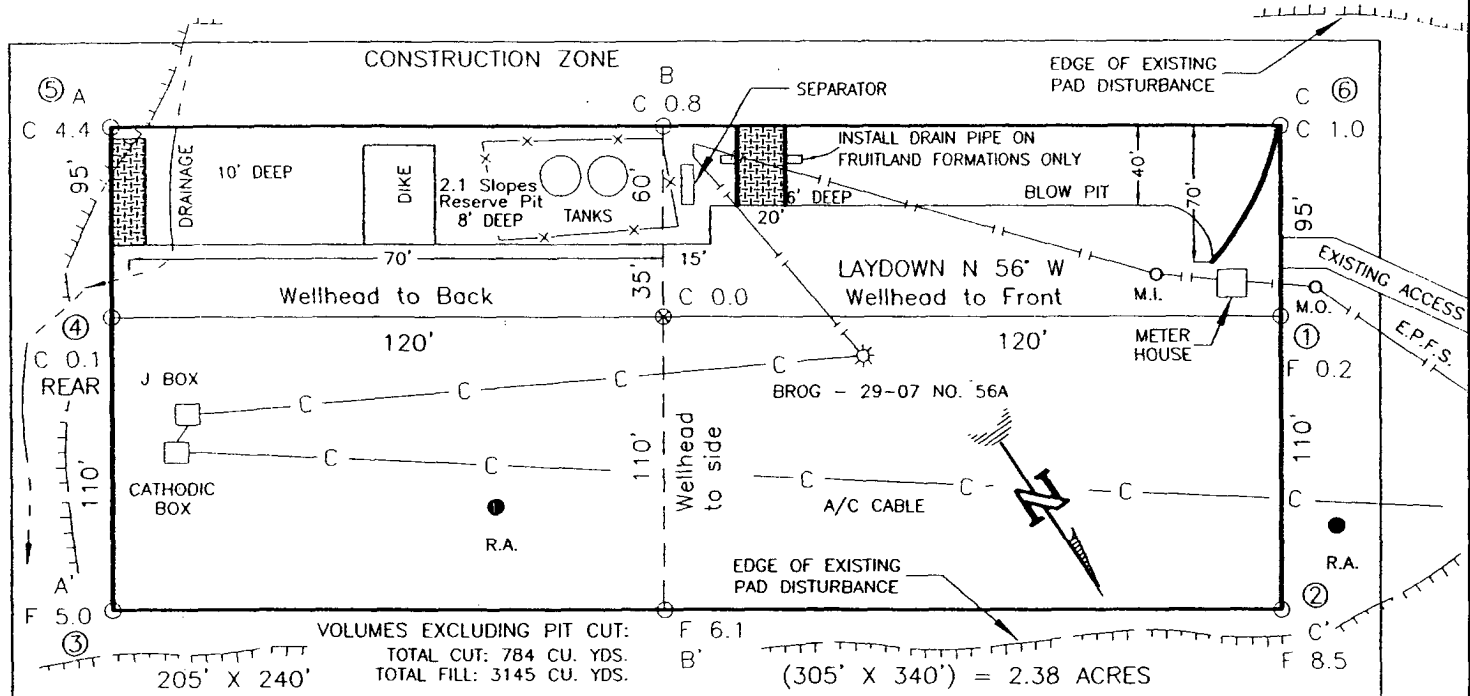 CONSTRUCTION ZONE
EDGE OF EXISTING
PAD DISTURBANCE
⑤ A
C 4.4
B
C 0.8
SEPARATOR
C ⑥
C 1.0
INSTALL DRAIN PIPE ON
FRUITLAND FORMATIONS ONLY
95'
DRAINAGE
10' DEEP
DIKE
2.1 Slopes
Reserve Pit
8' DEEP
TANKS
60'
6' DEEP
20'
BLOW PIT
40'
70'
95'
70'
15'
35'
LAYDOWN N 56° W
Wellhead to Back
Wellhead to Front
C 0.0
M.I.
M.O.
EXISTING ACCESS
E.P.F.S.
METER
HOUSE
④
C 0.1
REAR
120'
120'
①
F 0.2
J BOX
BROG - 29-07 NO. 56A
C
C
C
C
CATHODIC
BOX
110'
110'
Wellhead
to side
110'
C
C
C
C
C
C
A/C CABLE
N
R.A.
R.A.
EDGE OF EXISTING
PAD DISTURBANCE
A'
F 5.0
③
②
C'
F 8.5
VOLUMES EXCLUDING PIT CUT:
TOTAL CUT: 784 CU. YDS.
TOTAL FILL: 3145 CU. YDS.
F 6.1
B'
205' X 240'
(305' X 340') = 2.38 ACRES